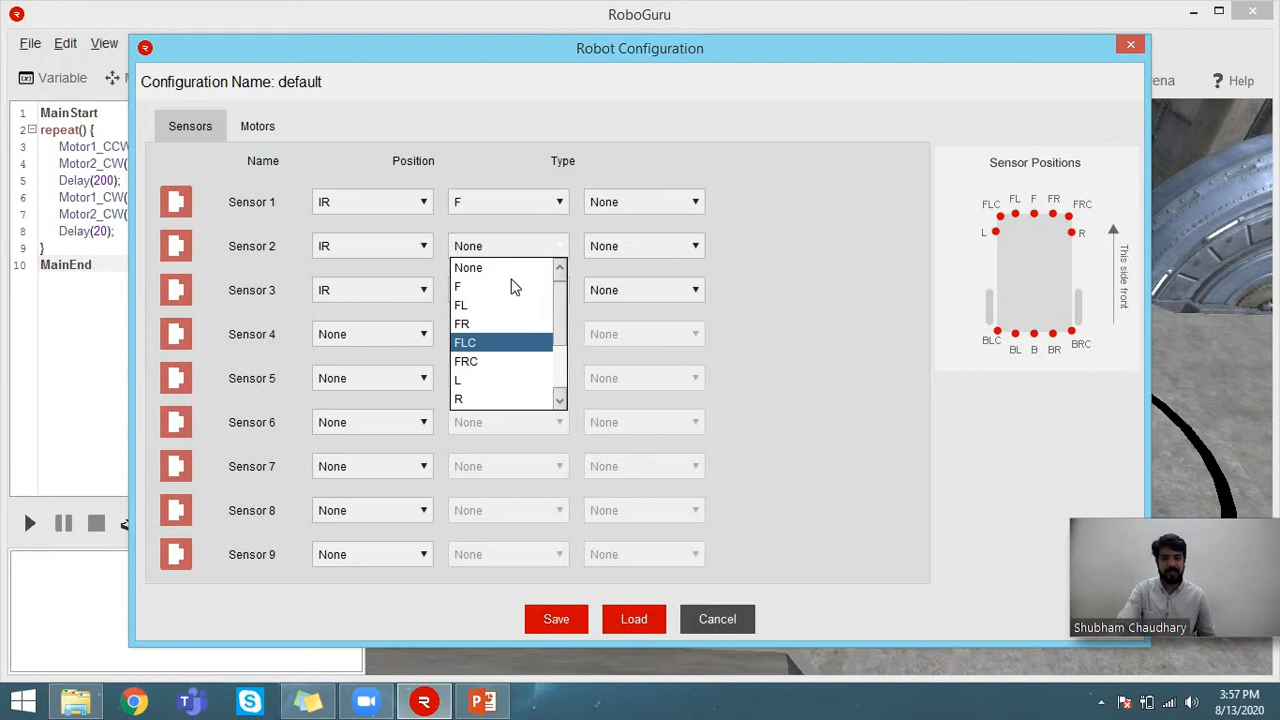 RoboGuru
File Edit View
Robot Configuration
Variable
Help
Configuration Name: default
MainStart
repeat() {
Motor1_CCW
Motor2_CW(
Delay(200);
Motor1_CW(
Motor2_CW(
Delay(20);
}
MainEnd
1
2
3
4
5
6
7
8
9
10
Sensors Motors
Name Position Type
Sensor 1 IR F None
Sensor 2 IR None None
Sensor 3 IR None
Sensor 4 None None
Sensor 5 None None
Sensor 6 None None None
Sensor 7 None None None
Sensor 8 None None None
Sensor 9 None None None
None
F
FL
FR
FLC
FRC
L
R
Sensor Positions
FLC FL F FR FRC
L R
This side front
BLC BL B BR BRC
Save Load Cancel
Shubham Chaudhary
3:57 PM
8/13/2020